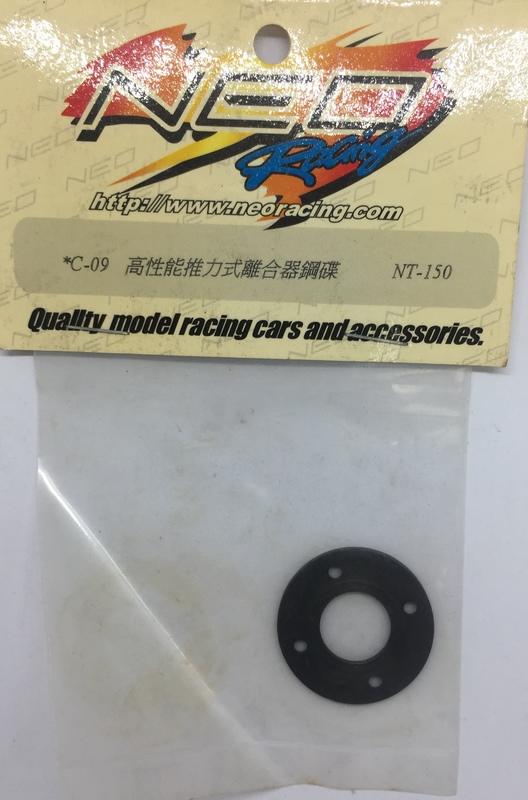 NEO
Racing
http://www.neoracing.com
*C-09 高性能推力式離合器鋼碟 NT-150
Quality model racing cars and accessories.